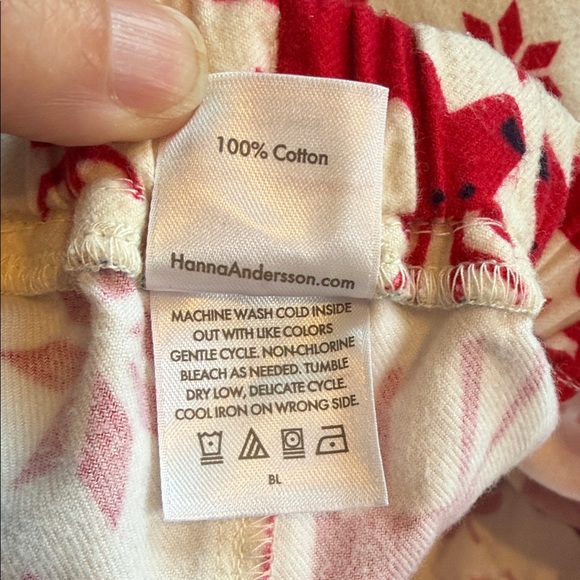 100% Cotton
HannaAndersson.com
MACHINE WASH COLD INSIDE
OUT WITH LIKE COLORS
GENTLE CYCLE. NON-CHLORINE
BLEACH AS NEEDED. TUMBLE
DRY LOW, DELICATE CYCLE.
COOL IRON ON WRONG SIDE.
BL